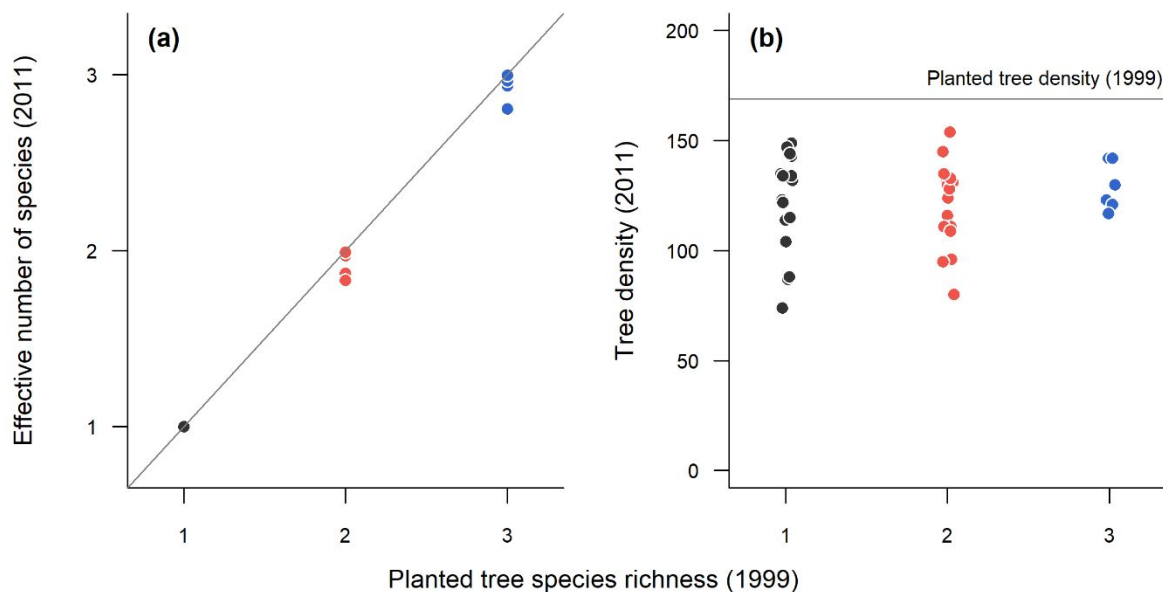 (a)
Effective number of species (2011)
3
2
1
1 2 3
(b)
Planted tree density (1999)
Tree density (2011)
200
150
100
50
0
1 2 3
Planted tree species richness (1999)